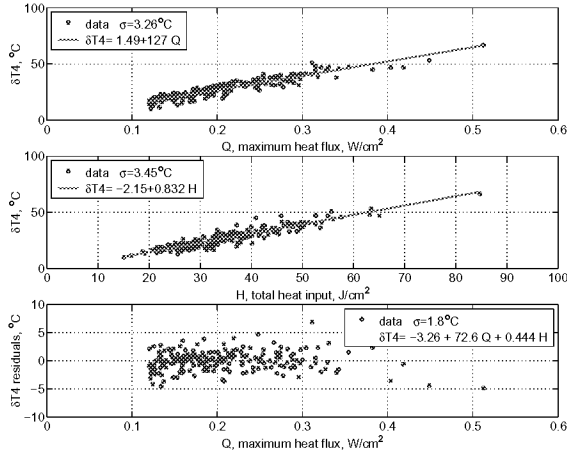 100
50
0
δT4, °C
data σ=3.26°C
δT4= 1.49+127 Q
0 0.1 0.2 0.3 0.4 0.5 0.6
Q, maximum heat flux, W/cm²
100
50
0
δT4, °C
data σ=3.45°C
δT4= −2.15+0.832 H
0 10 20 30 40 50 60 70 80 90 100
H, total heat input, J/cm²
10
5
0
−5
−10
δT4 residuals, °C
data σ=1.8°C
δT4= −3.26 + 72.6 Q + 0.444 H
0 0.1 0.2 0.3 0.4 0.5 0.6
Q, maximum heat flux, W/cm²